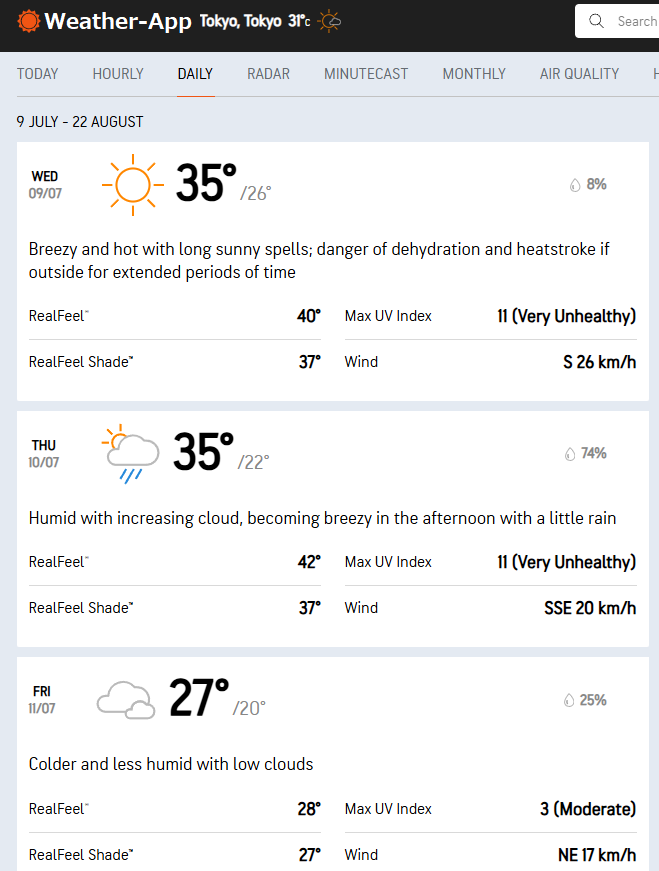 Weather-App Tokyo, Tokyo 31°c Search
TODAY HOURLY DAILY RADAR MINUTECAST MONTHLY AIR QUALITY H
9 JULY - 22 AUGUST
WED
09/07
35° /26° 8%
Breezy and hot with long sunny spells; danger of dehydration and heatstroke if
outside for extended periods of time
RealFeel™ 40° Max UV Index 11 (Very Unhealthy)
RealFeel Shade™ 37° Wind S 26 km/h
THU
10/07
35° /22° 74%
Humid with increasing cloud, becoming breezy in the afternoon with a little rain
RealFeel™ 42° Max UV Index 11 (Very Unhealthy)
RealFeel Shade™ 37° Wind SSE 20 km/h
FRI
11/07
27° /20° 25%
Colder and less humid with low clouds
RealFeel™ 28° Max UV Index 3 (Moderate)
RealFeel Shade™ 27° Wind NE 17 km/h